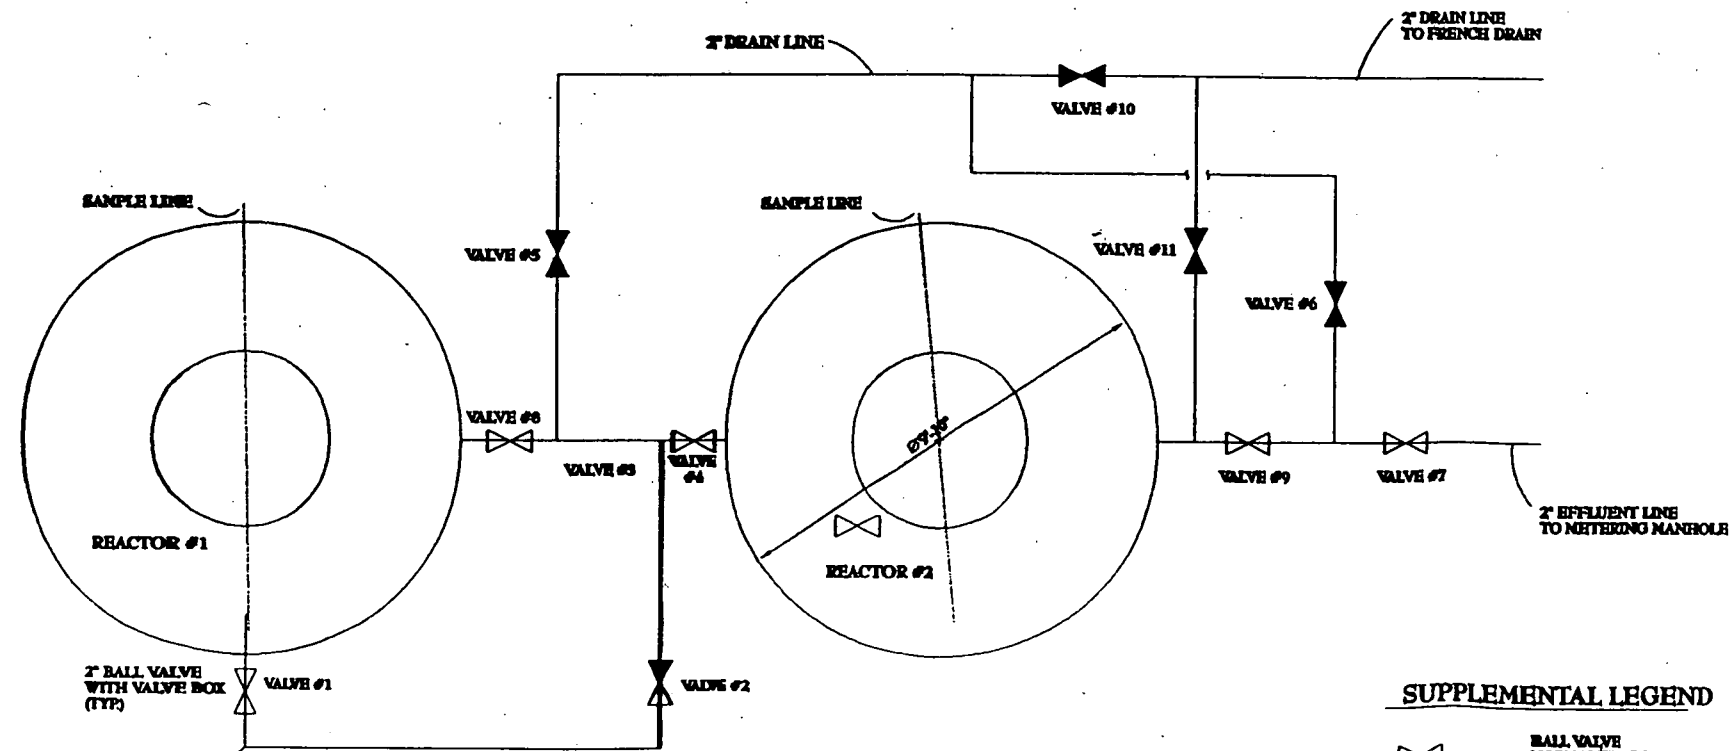 2" DRAIN LINE
TO FRENCH DRAIN
2" DRAIN LINE
VALVE #10
SAMPLE LINE
SAMPLE LINE
VALVE #5
VALVE #11
VALVE #6
VALVE #8
VALVE #3
VALVE
#4
VALVE #9
VALVE #7
2" EFFLUENT LINE
TO METERING MANHOLE
REACTOR #1
REACTOR #2
2" BALL VALVE
WITH VALVE BOX
(TYP.)
VALVE #1
VALVE #2
SUPPLEMENTAL LEGEND
BALL VALVE